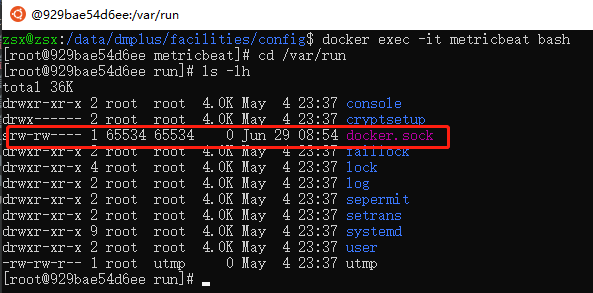 @929bae54d6ee:/var/run
zsx@zsx:/data/dmplus/facilities/config$ docker exec -it metricbeat bash
[root@929bae54d6ee metricbeat]# cd /var/run
[root@929bae54d6ee run]# ls -lh
total 36K
drwxr-xr-x 2 root root 4.0K May 4 23:37 console
drwx------ 2 root root 4.0K May 4 23:37 cryptsetup
srw-rw---- 1 65534 65534 0 Jun 29 08:54 docker.sock
drwxr-xr-x 2 root root 4.0K May 4 23:37 faillock
drwxr-xr-x 4 root root 4.0K May 4 23:37 lock
drwxr-xr-x 2 root root 4.0K May 4 23:37 log
drwxr-xr-x 2 root root 4.0K May 4 23:37 sepermit
drwxr-xr-x 2 root root 4.0K May 4 23:37 setrans
drwxr-xr-x 9 root root 4.0K May 4 23:37 systemd
drwxr-xr-x 2 root root 4.0K May 4 23:37 user
-rw-rw-r-- 1 root utmp 0 May 4 23:37 utmp
[root@929bae54d6ee run]#